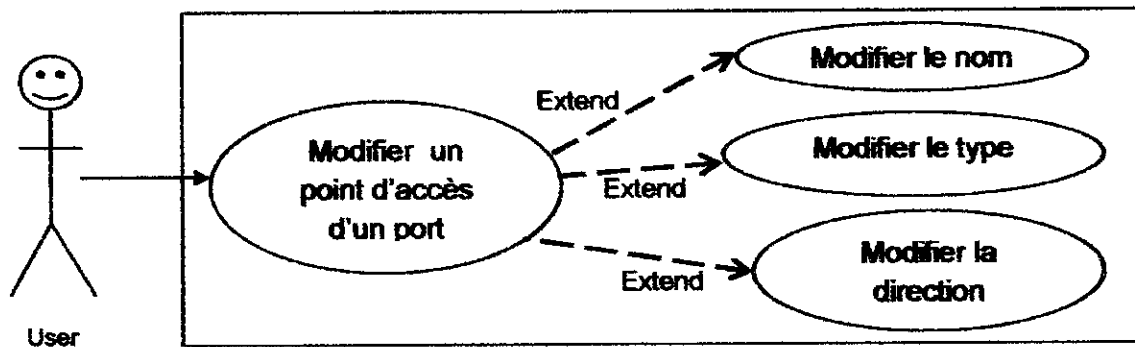 Modifier le nom
Extend
Modifier un
point d'accès
d'un port
Modifier le type
Extend
Modifier la
direction
Extend
User